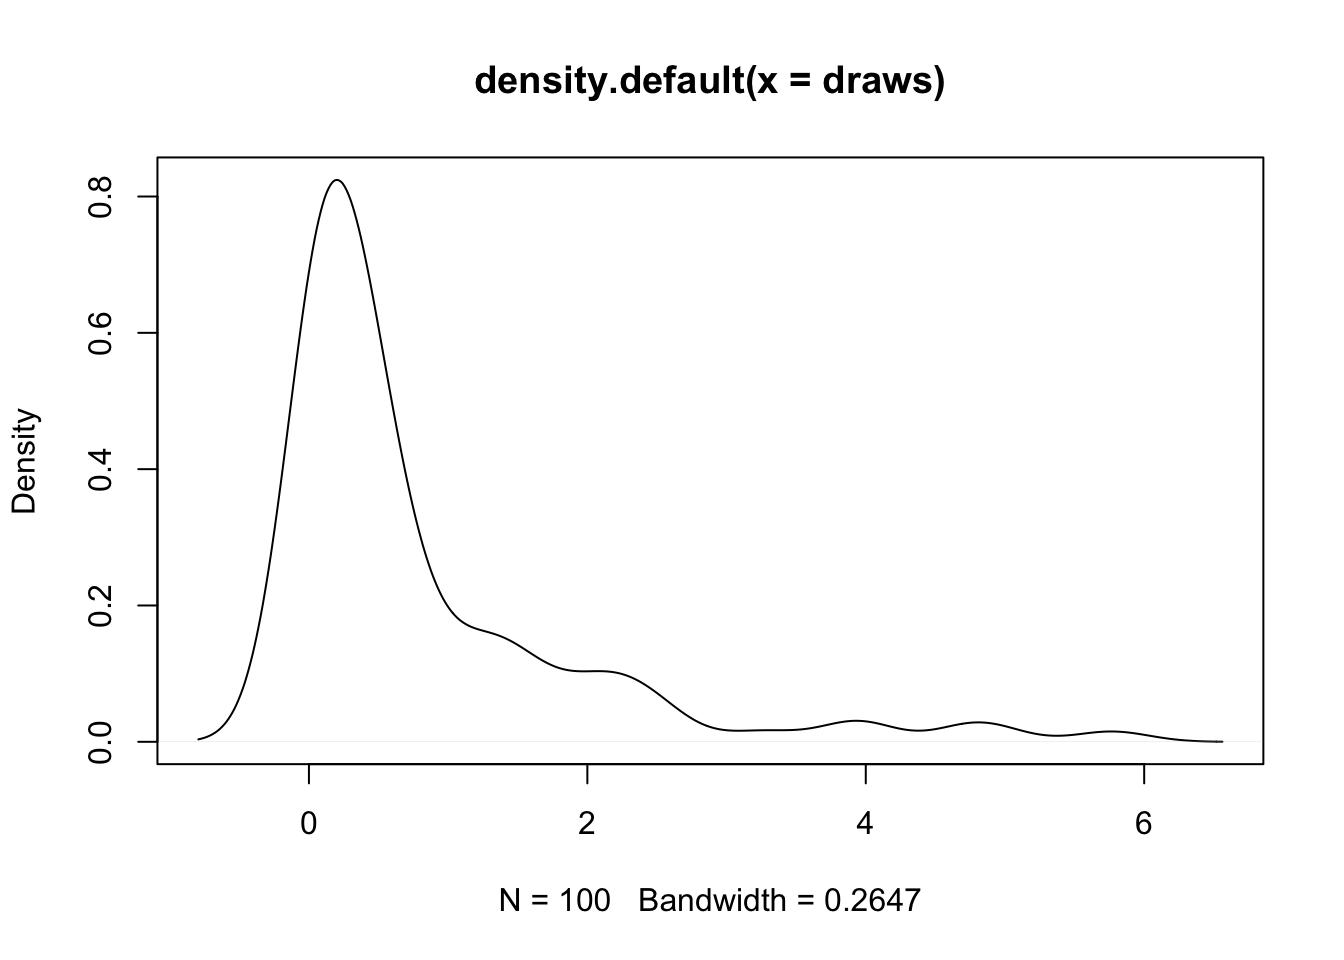 density.default(x = draws)
Density
0.8
0.6
0.4
0.2
0.0
0 2 4 6
N = 100 Bandwidth = 0.2647